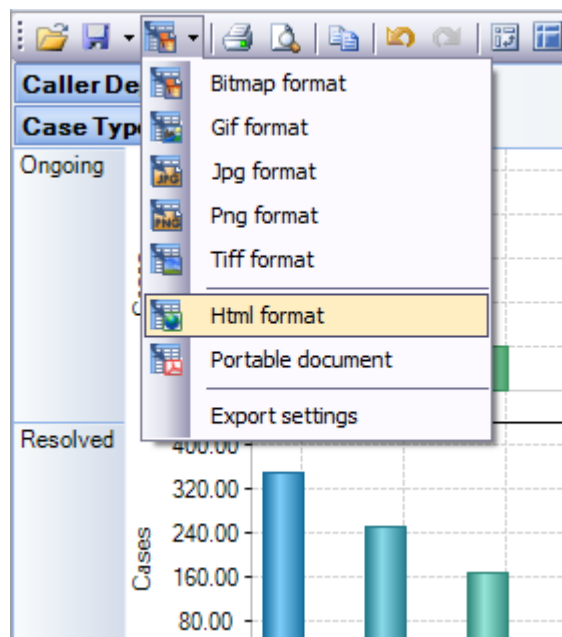 Caller De
Bitmap format
Case Typ
Gif format
Ongoing
Jpg format
Png format
Tiff format
Html format
Portable document
Export settings
Resolved
400.00
320.00
240.00
160.00
80.00
Cases